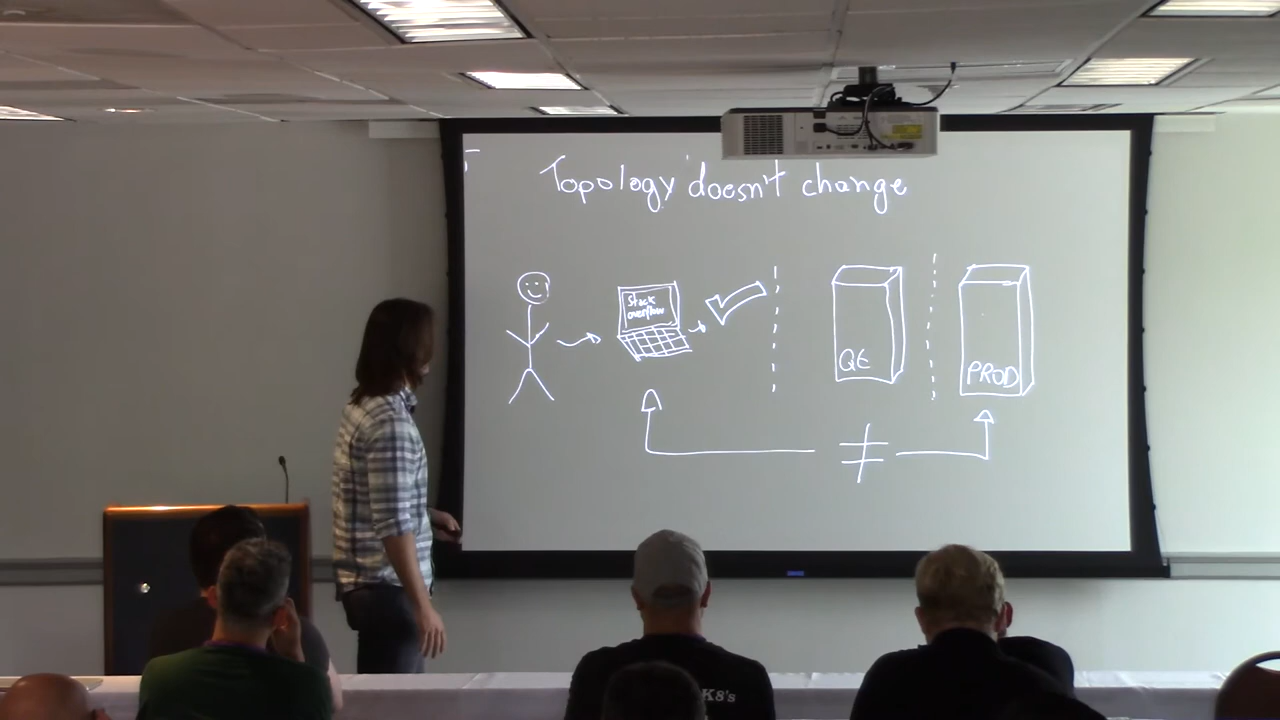 Topology doesn't change
Stack
overflow
QE
PROD
≠
K8's